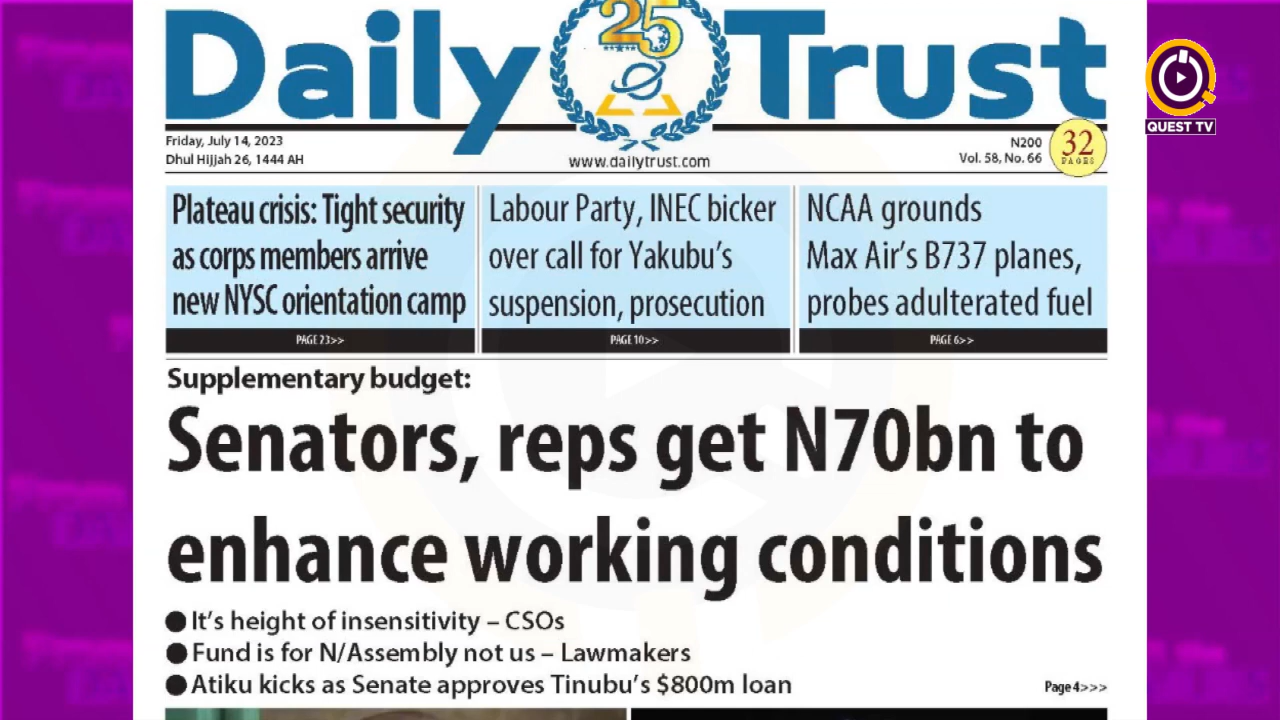 Daily Trust
25
QUEST TV
Friday, July 14, 2023
Dhul Hijjah 26, 1444 AH
www.dailytrust.com
N200
Vol. 58, No. 66
32
PAGES
Plateau crisis: Tight security
as corps members arrive
new NYSC orientation camp
PAGE 23>>
Labour Party, INEC bicker
over call for Yakubu's
suspension, prosecution
PAGE 10>>
NCAA grounds
Max Air's B737 planes,
probes adulterated fuel
PAGE 6>>
Supplementary budget:
Senators, reps get N70bn to
enhance working conditions
● It's height of insensitivity – CSOs
● Fund is for N/Assembly not us – Lawmakers
● Atiku kicks as Senate approves Tinubu's $800m loan
Page 4>>>